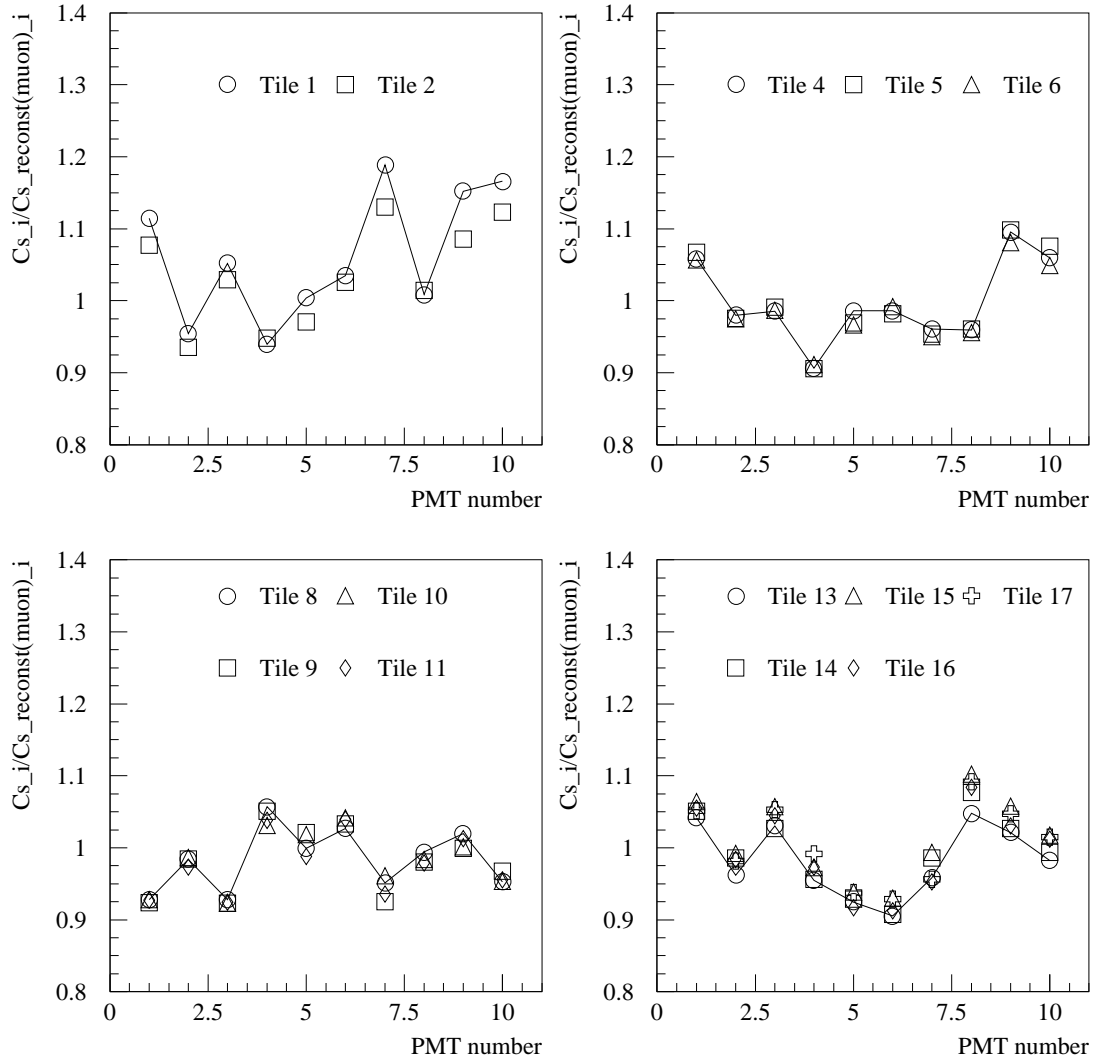 Cs_i/Cs_reconst(muon)_i
1.4
1.3
1.2
1.1
1
0.9
0.8
Tile 1 Tile 2
0 2.5 5 7.5 10
PMT number
Cs_i/Cs_reconst(muon)_i
1.4
1.3
1.2
1.1
1
0.9
0.8
Tile 4 Tile 5 Tile 6
0 2.5 5 7.5 10
PMT number
Cs_i/Cs_reconst(muon)_i
1.4
1.3
1.2
1.1
1
0.9
0.8
Tile 8 Tile 10
Tile 9 Tile 11
0 2.5 5 7.5 10
PMT number
Cs_i/Cs_reconst(muon)_i
1.4
1.3
1.2
1.1
1
0.9
0.8
Tile 13 Tile 15 Tile 17
Tile 14 Tile 16
0 2.5 5 7.5 10
PMT number